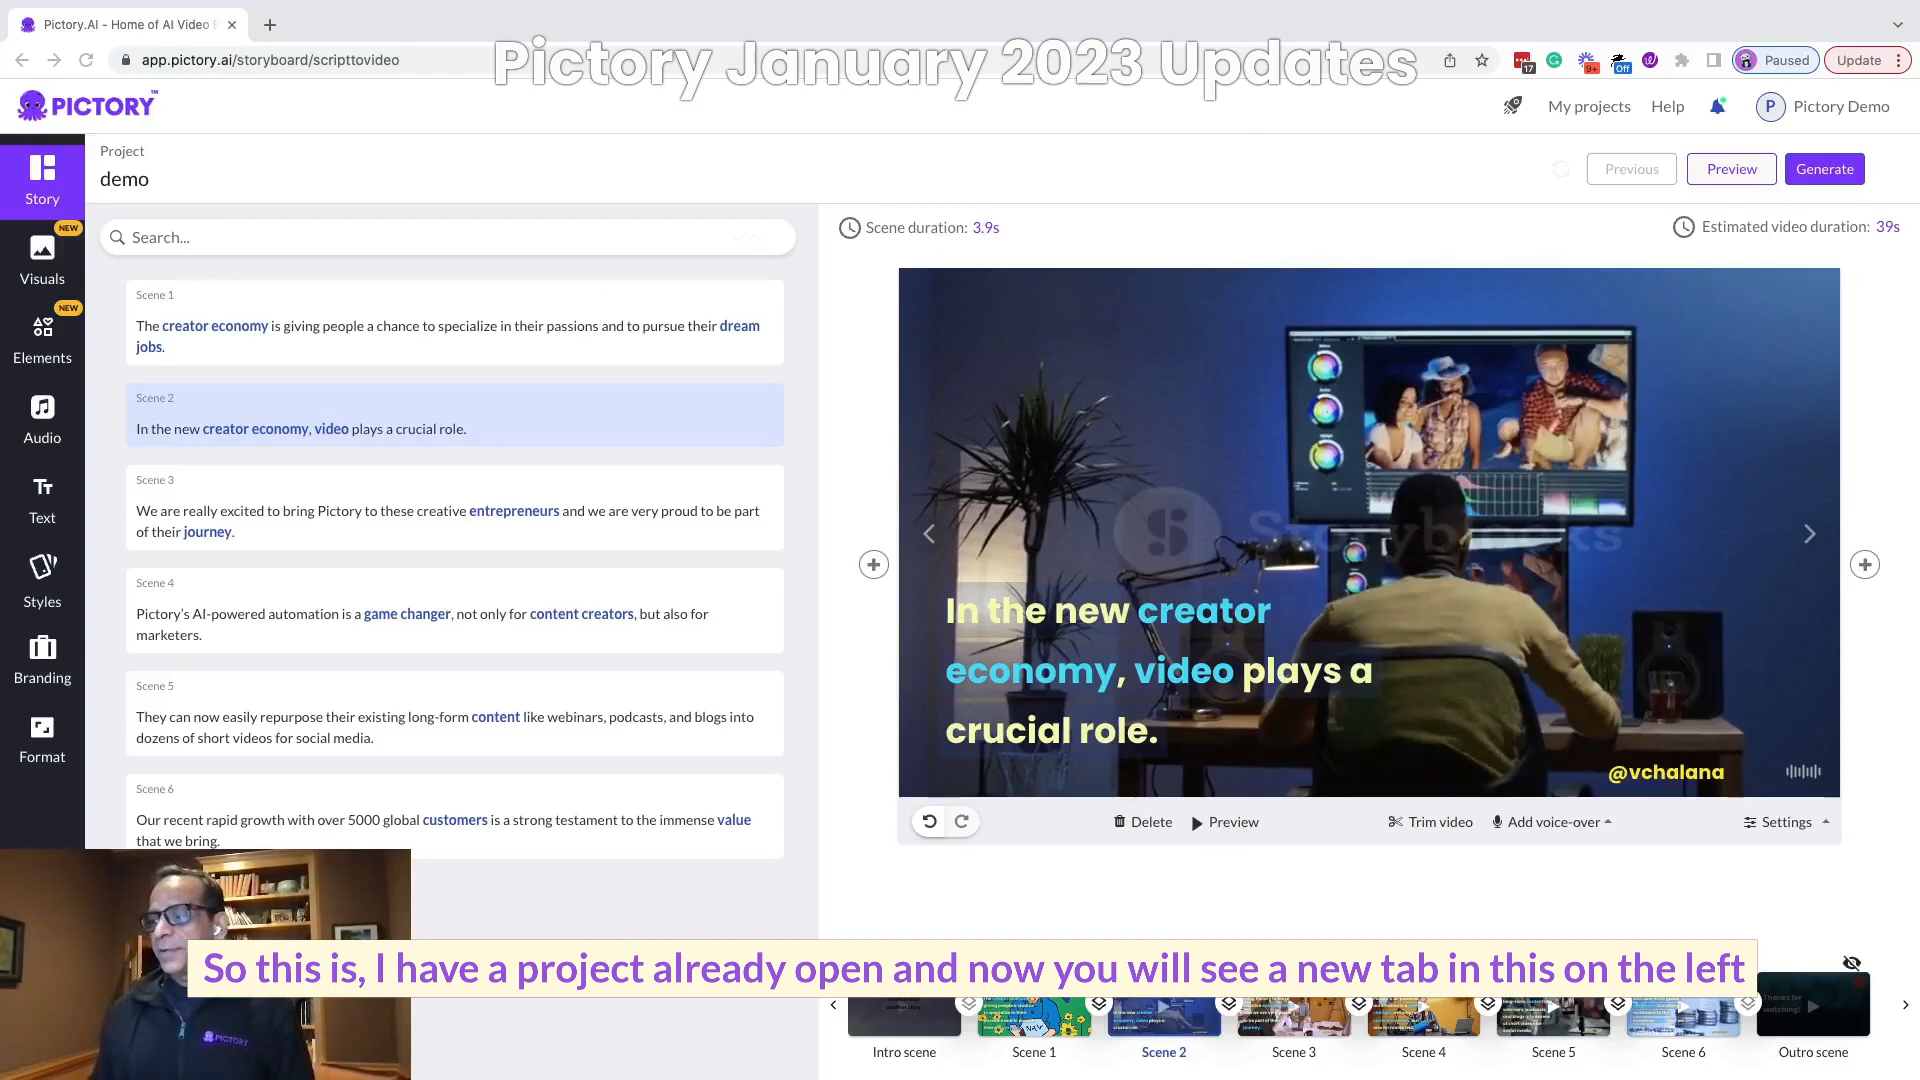 Pictory.AI - Home of AI Video
app.pictory.ai/storyboard/scripttovideo
Pictory January 2023 Updates
17
9+
Off
Paused
Update
PICTORY
My projects
Help
P
Pictory Demo
Project
demo
Previous
Preview
Generate
Story
NEW
Visuals
NEW
Elements
Audio
Text
Styles
Branding
Format
Search...
Scene 1
The creator economy is giving people a chance to specialize in their passions and to pursue their dream
jobs.
Scene 2
In the new creator economy, video plays a crucial role.
Scene 3
We are really excited to bring Pictory to these creative entrepreneurs and we are very proud to be part
of their journey.
Scene 4
Pictory's AI-powered automation is a game changer, not only for content creators, but also for
marketers.
Scene 5
They can now easily repurpose their existing long-form content like webinars, podcasts, and blogs into
dozens of short videos for social media.
Scene 6
Our recent rapid growth with over 5000 global customers is a strong testament to the immense value
that we bring.
Scene duration: 3.9s
Estimated video duration: 39s
Storyblocks
In the new creator
economy, video plays a
crucial role.
@vchalana
Delete
Preview
Trim video
Add voice-over
Settings
So this is, I have a project already open and now you will see a new tab in this on the left
PICTORY
Thanks for
watching!
Intro scene
Scene 1
Scene 2
Scene 3
Scene 4
Scene 5
Scene 6
Outro scene